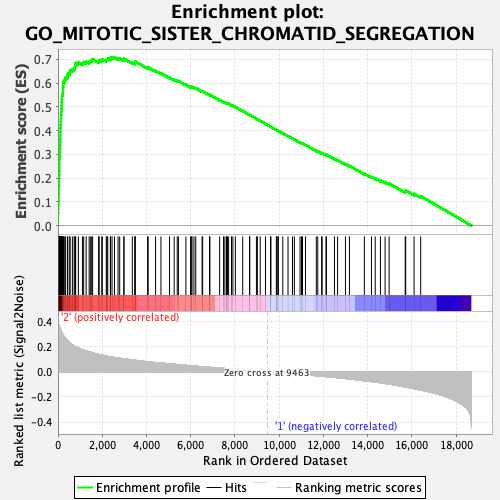 Enrichment plot:
GO_MITOTIC_SISTER_CHROMATID_SEGREGATION
Enrichment score (ES)
0.7
0.6
0.5
0.4
0.3
0.2
0.1
0.0
Ranked list metric (Signal2Noise)
'2' (positively correlated)
0.4
0.2
0.0
-0.2
-0.4
Zero cross at 9463
'1' (negatively correlated)
0 2,000 4,000 6,000 8,000 10,000 12,000 14,000 16,000 18,000
Rank in Ordered Dataset
Enrichment profile Hits Ranking metric scores